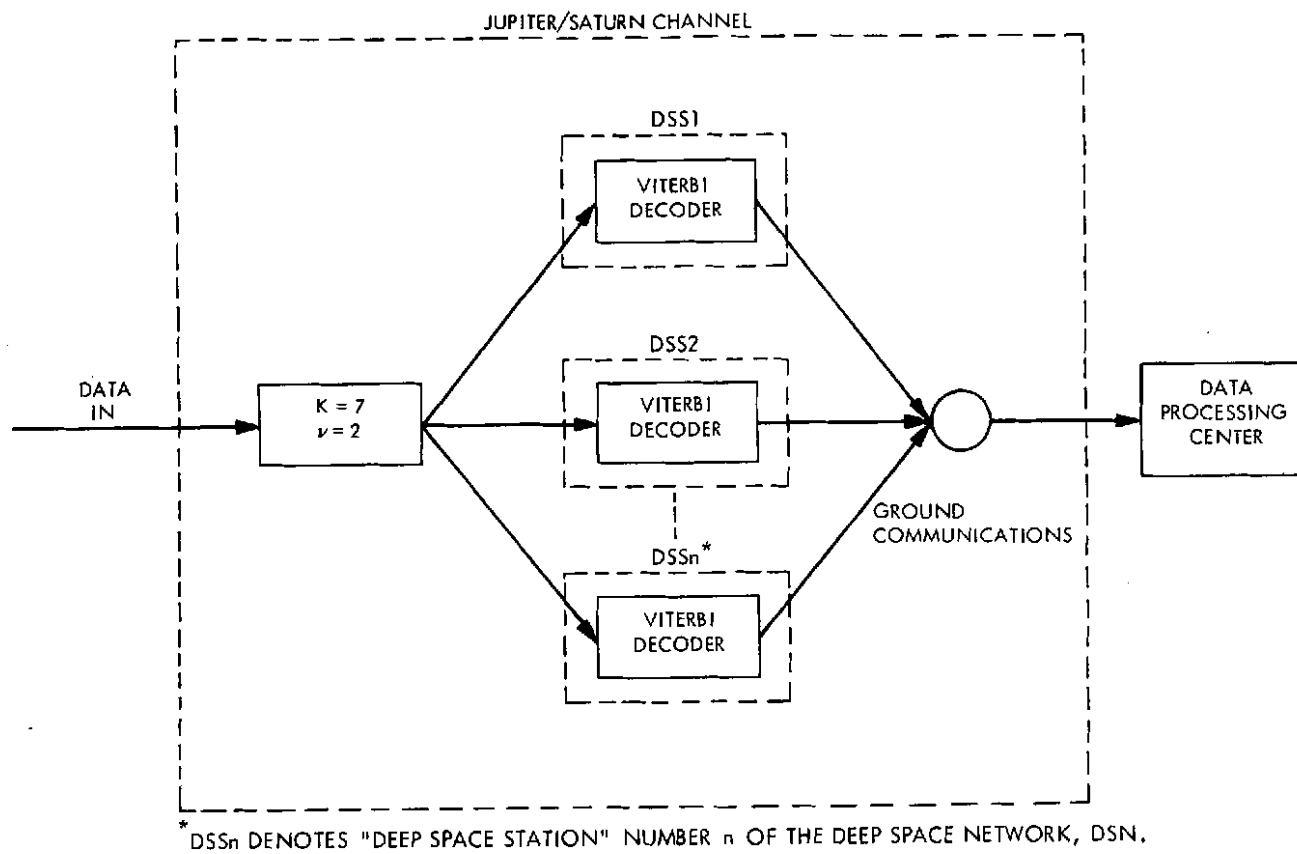 JUPITER/SATURN CHANNEL
DSS1
VITERBI
DECODER
DSS2
DATA
IN
K = 7
ν = 2
VITERBI
DECODER
DATA
PROCESSING
CENTER
GROUND
COMMUNICATIONS
DSSn*
VITERBI
DECODER
*DSSn DENOTES "DEEP SPACE STATION" NUMBER n OF THE DEEP SPACE NETWORK, DSN.